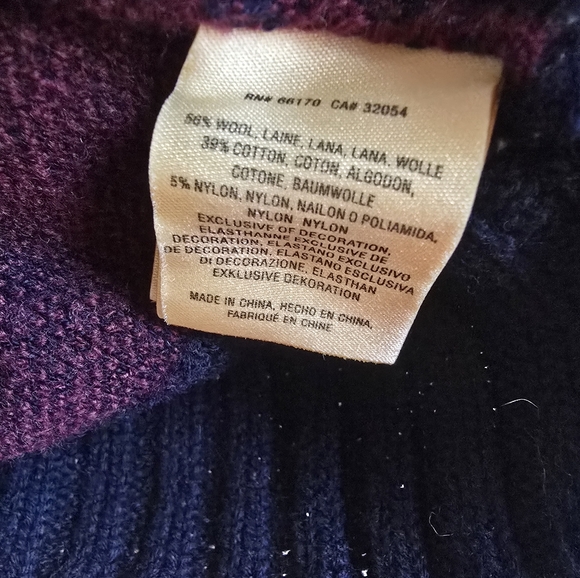 RN# 66170 CA# 32054
56% WOOL, LAINE, LANA, LANA, WOLLE
39% COTTON, COTON, ALGODON,
COTONE, BAUMWOLLE
5% NYLON, NYLON, NAILON O POLIAMIDA,
NYLON NYLON
EXCLUSIVE OF DECORATION,
ELASTHANNE EXCLUSIVE DE
DECORATION, ELASTANO EXCLUSIVO
DE DECORATION, ELASTANO ESCLUSIVA
DI DECORAZIONE, ELASTHAN
EXKLUSIVE DEKORATION
MADE IN CHINA, HECHO EN CHINA,
FABRIQUÉ EN CHINE